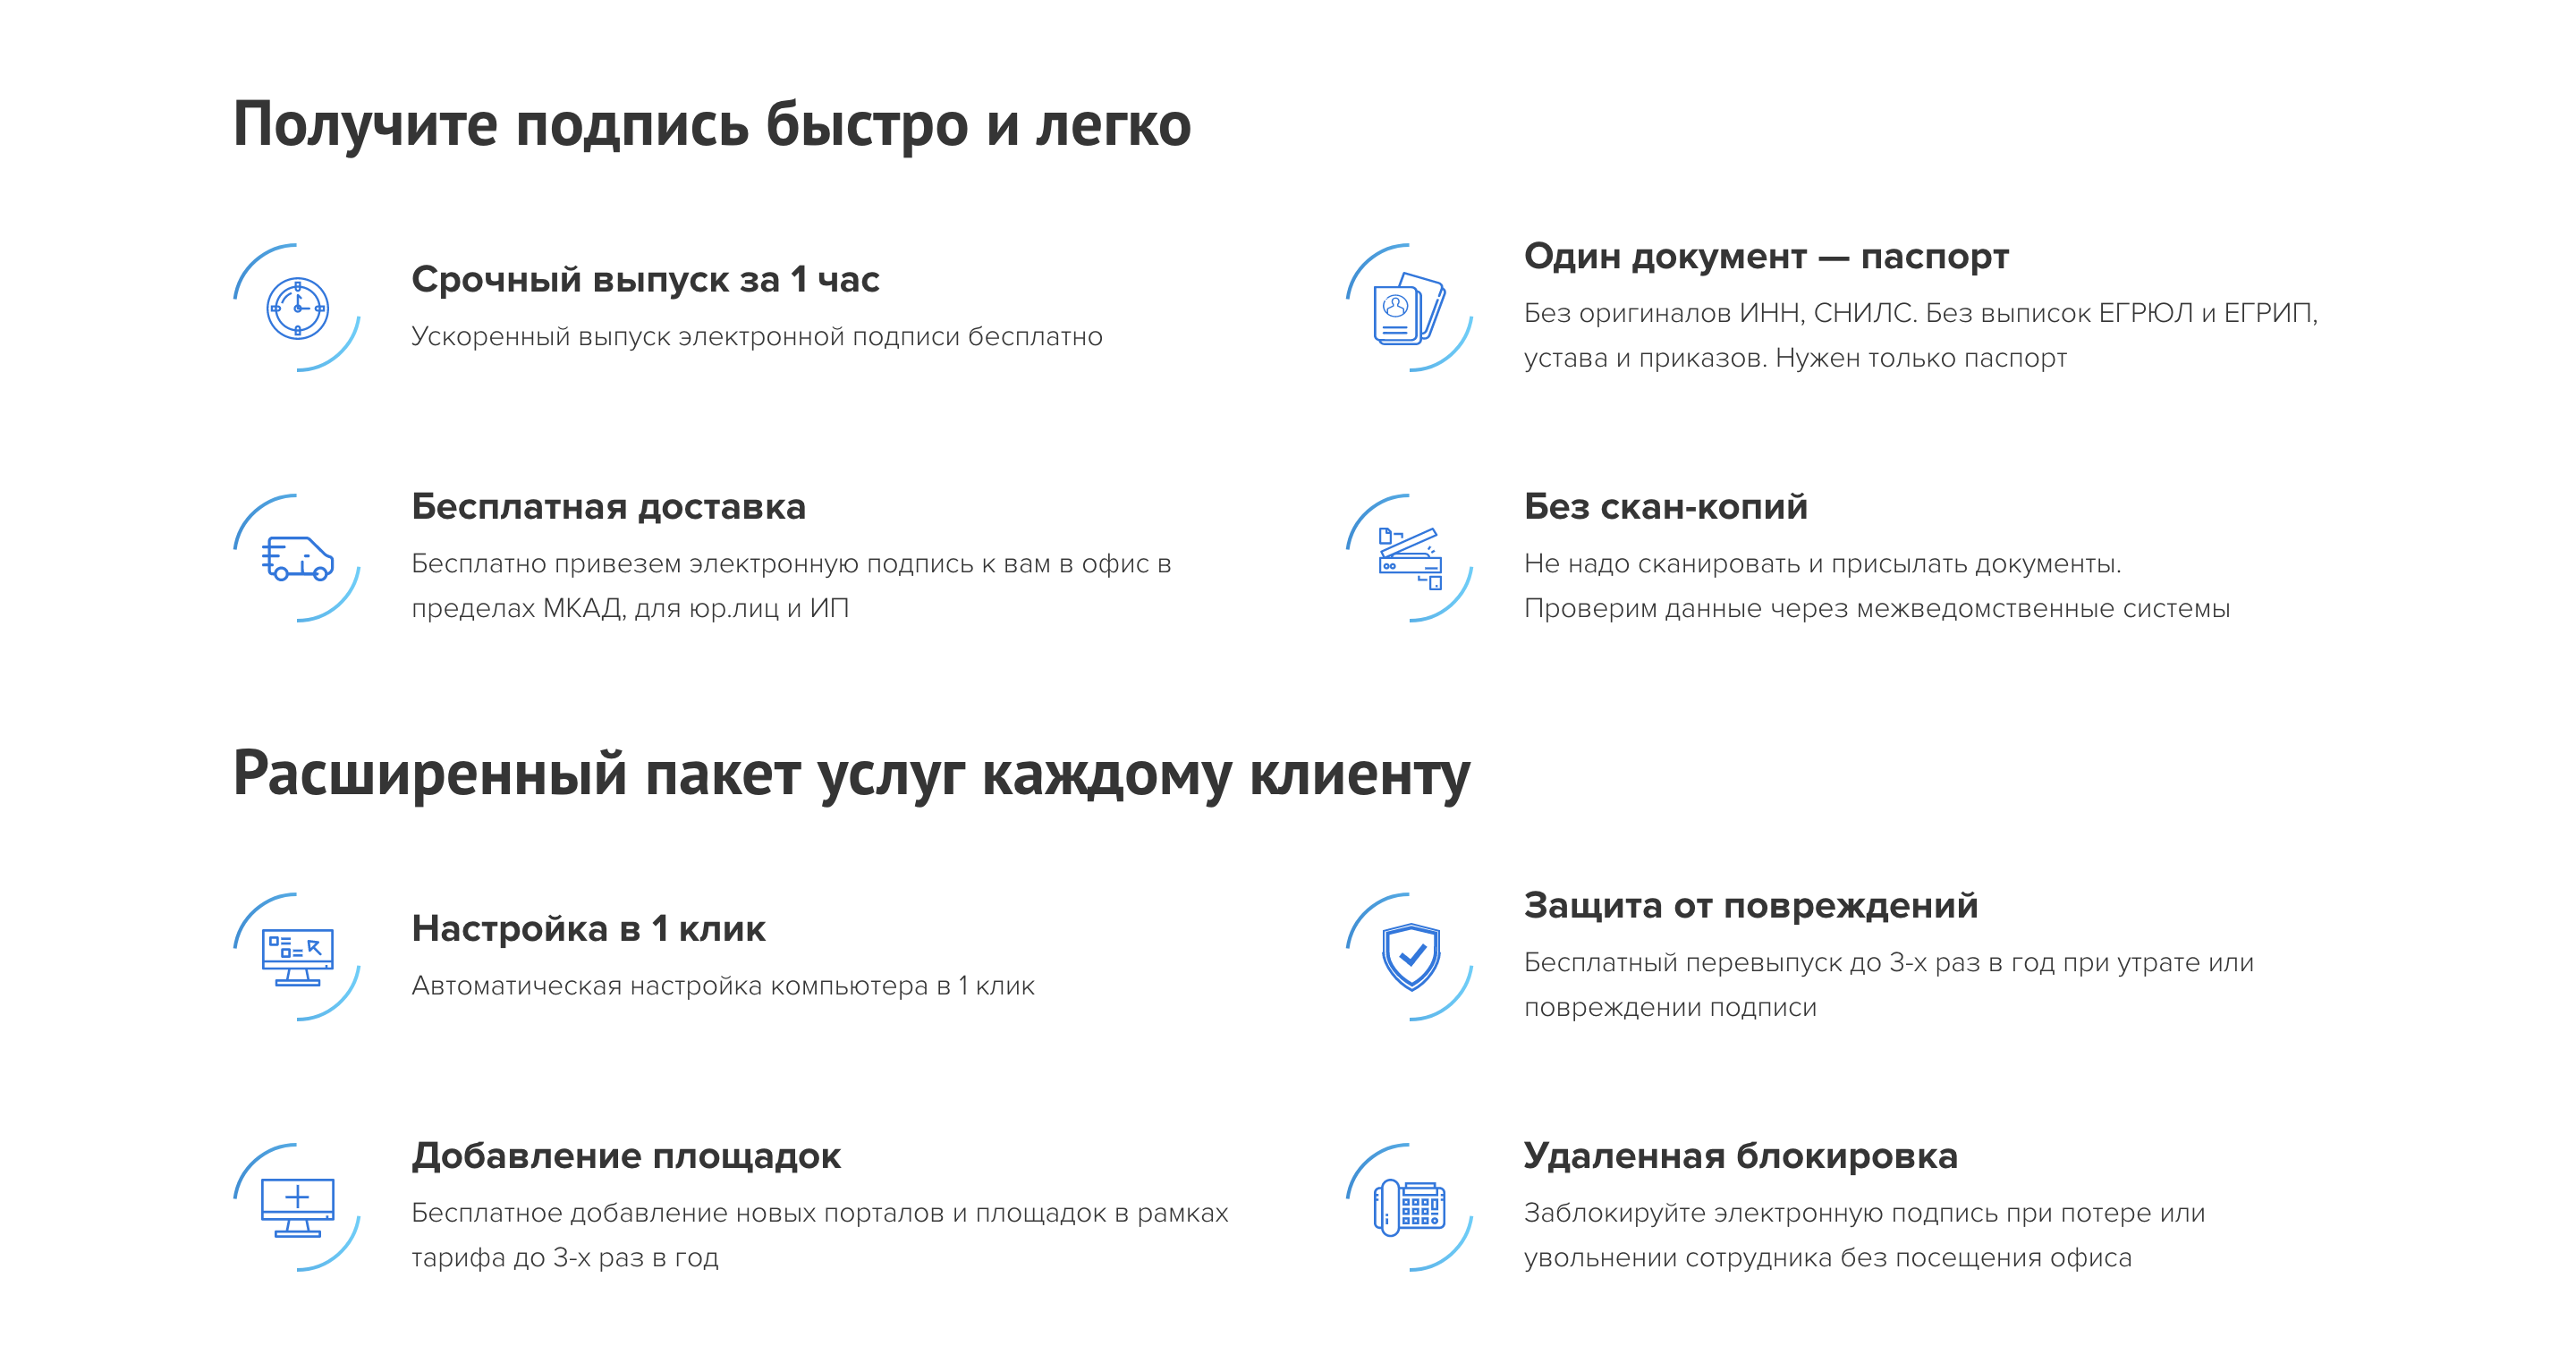 Получите подпись быстро и легко
Срочный выпуск за 1 час
Ускоренный выпуск электронной подписи бесплатно
Один документ — паспорт
Без оригиналов ИНН, СНИЛС. Без выписок ЕГРЮЛ и ЕГРИП,
устава и приказов. Нужен только паспорт
Бесплатная доставка
Бесплатно привезем электронную подпись к вам в офис в
пределах МКАД, для юр.лиц и ИП
Без скан-копий
Не надо сканировать и присылать документы.
Проверим данные через межведомственные системы
Расширенный пакет услуг каждому клиенту
Настройка в 1 клик
Автоматическая настройка компьютера в 1 клик
Защита от повреждений
Бесплатный перевыпуск до 3-х раз в год при утрате или
повреждении подписи
Добавление площадок
Бесплатное добавление новых порталов и площадок в рамках
тарифа до 3-х раз в год
Удаленная блокировка
Заблокируйте электронную подпись при потере или
увольнении сотрудника без посещения офиса